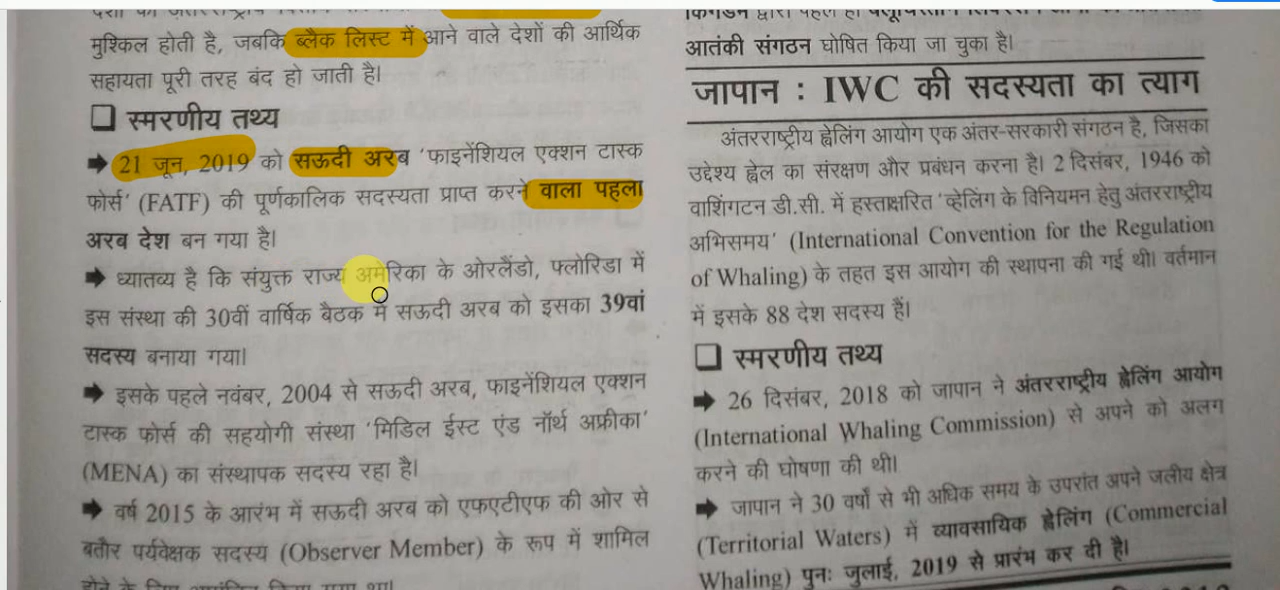 मुश्किल होती है, जबकि ब्लैक लिस्ट में आने वाले देशों की आर्थिक
सहायता पूरी तरह बंद हो जाती है।
❑ स्मरणीय तथ्य
➡ 21 जून, 2019 को सऊदी अरब 'फाइनेंशियल एक्शन टास्क
फोर्स' (FATF) की पूर्णकालिक सदस्यता प्राप्त करने वाला पहला
अरब देश बन गया है।
➡ ध्यातव्य है कि संयुक्त राज्य अमेरिका के ओरलैंडो, फ्लोरिडा में
इस संस्था की 30वीं वार्षिक बैठक में सऊदी अरब को इसका 39वां
सदस्य बनाया गया।
➡ इसके पहले नवंबर, 2004 से सऊदी अरब, फाइनेंशियल एक्शन
टास्क फोर्स की सहयोगी संस्था 'मिडिल ईस्ट एंड नॉर्थ अफ्रीका'
(MENA) का संस्थापक सदस्य रहा है।
➡ वर्ष 2015 के आरंभ में सऊदी अरब को एफएटीएफ की ओर से
बतौर पर्यवेक्षक सदस्य (Observer Member) के रूप में शामिल
आतंकी संगठन घोषित किया जा चुका है।
जापान : IWC की सदस्यता का त्याग
अंतरराष्ट्रीय ह्वेलिंग आयोग एक अंतर-सरकारी संगठन है, जिसका
उद्देश्य ह्वेल का संरक्षण और प्रबंधन करना है। 2 दिसंबर, 1946 को
वाशिंगटन डी.सी. में हस्ताक्षरित 'व्हेलिंग के विनियमन हेतु अंतरराष्ट्रीय
अभिसमय' (International Convention for the Regulation
of Whaling) के तहत इस आयोग की स्थापना की गई थी। वर्तमान
में इसके 88 देश सदस्य हैं।
❑ स्मरणीय तथ्य
➡ 26 दिसंबर, 2018 को जापान ने अंतरराष्ट्रीय ह्वेलिंग आयोग
(International Whaling Commission) से अपने को अलग
करने की घोषणा की थी।
➡ जापान ने 30 वर्षों से भी अधिक समय के उपरांत अपने जलीय क्षेत्र
(Territorial Waters) में व्यावसायिक ह्वेलिंग (Commercial
Whaling) पुनः जुलाई, 2019 से प्रारंभ कर दी है।